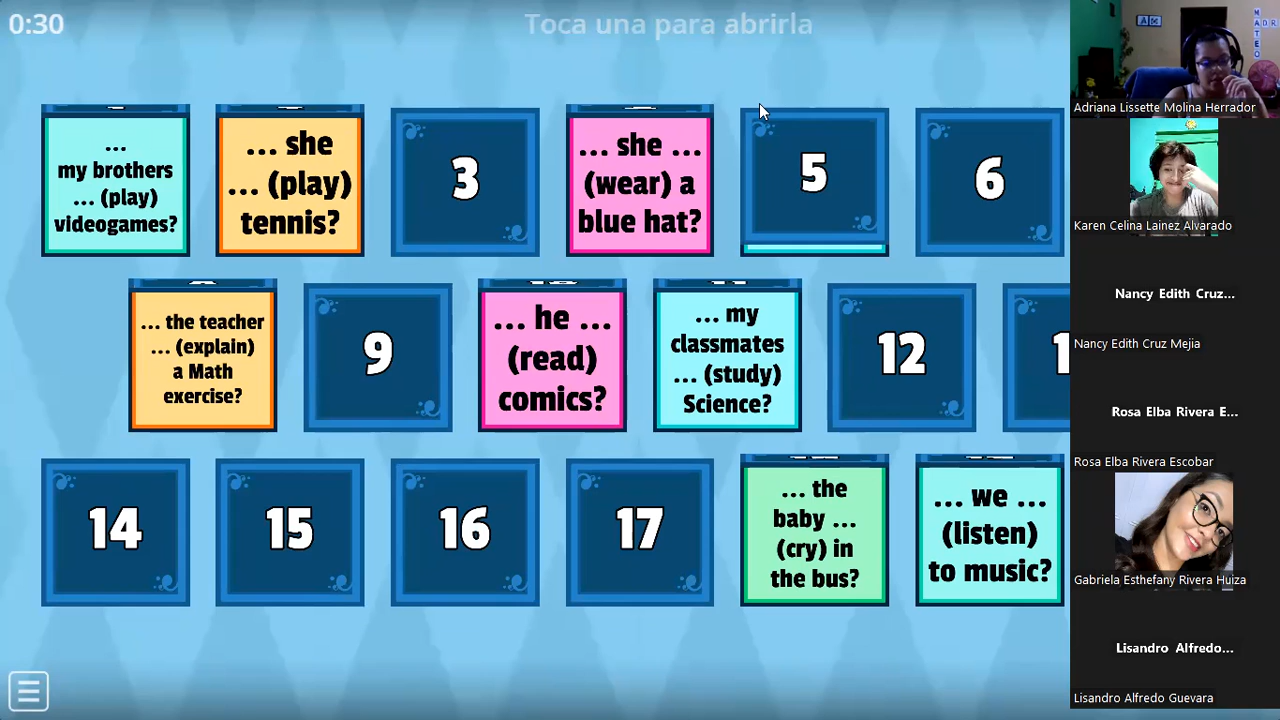 0:30
Toca una para abrirla
...
my brothers
... (play)
videogames?
... she
... (play)
tennis?
3
... she ...
(wear) a
blue hat?
5
6
... the teacher
... (explain)
a Math
exercise?
9
... he ...
(read)
comics?
... my
classmates
... (study)
Science?
12
14
15
16
17
... the
baby ...
(cry) in
the bus?
... we ...
(listen)
to music?
Adriana Lissette Molina Herrador
Karen Celina Lainez Alvarado
Nancy Edith Cruz...
Nancy Edith Cruz Mejia
Rosa Elba Rivera E...
Rosa Elba Rivera Escobar
Gabriela Esthefany Rivera Huiza
Lisandro Alfredo...
Lisandro Alfredo Guevara